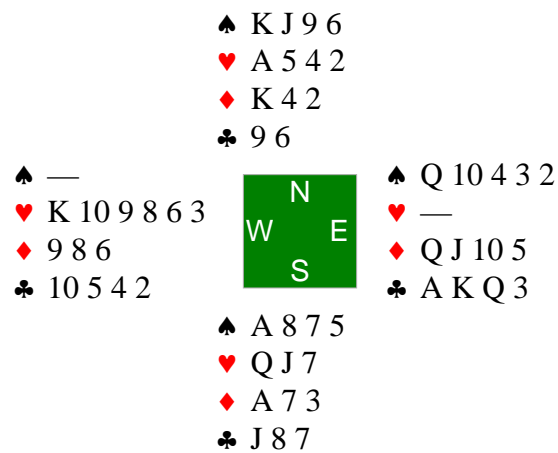 ♠ K J 9 6
♥ A 5 4 2
♦ K 4 2
♣ 9 6
♠ —
♥ K 10 9 8 6 3
♦ 9 8 6
♣ 10 5 4 2
N
W E
S
♠ Q 10 4 3 2
♥ —
♦ Q J 10 5
♣ A K Q 3
♠ A 8 7 5
♥ Q J 7
♦ A 7 3
♣ J 8 7